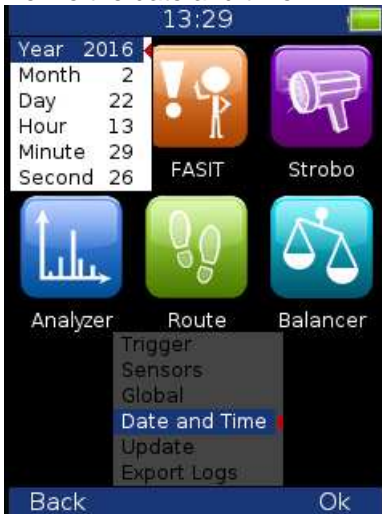 13:29
Year 2016
Month 2
Day 22
Hour 13
Minute 29
Second 26
FASIT
Strobo
Analyzer
Route
Balancer
Trigger
Sensors
Global
Date and Time
Update
Export Logs
Back
Ok